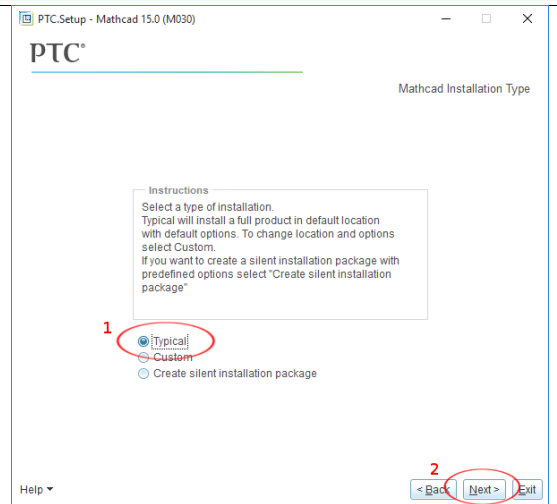 PTC.Setup - Mathcad 15.0 (M030)
PTC®
Mathcad Installation Type
Instructions
Select a type of installation.
Typical will install a full product in default location
with default options. To change location and options
select Custom.
If you want to create a silent installation package with
predefined options select "Create silent installation
package"
1
Typical
Custom
Create silent installation package
2
Help
< Back Next > Exit